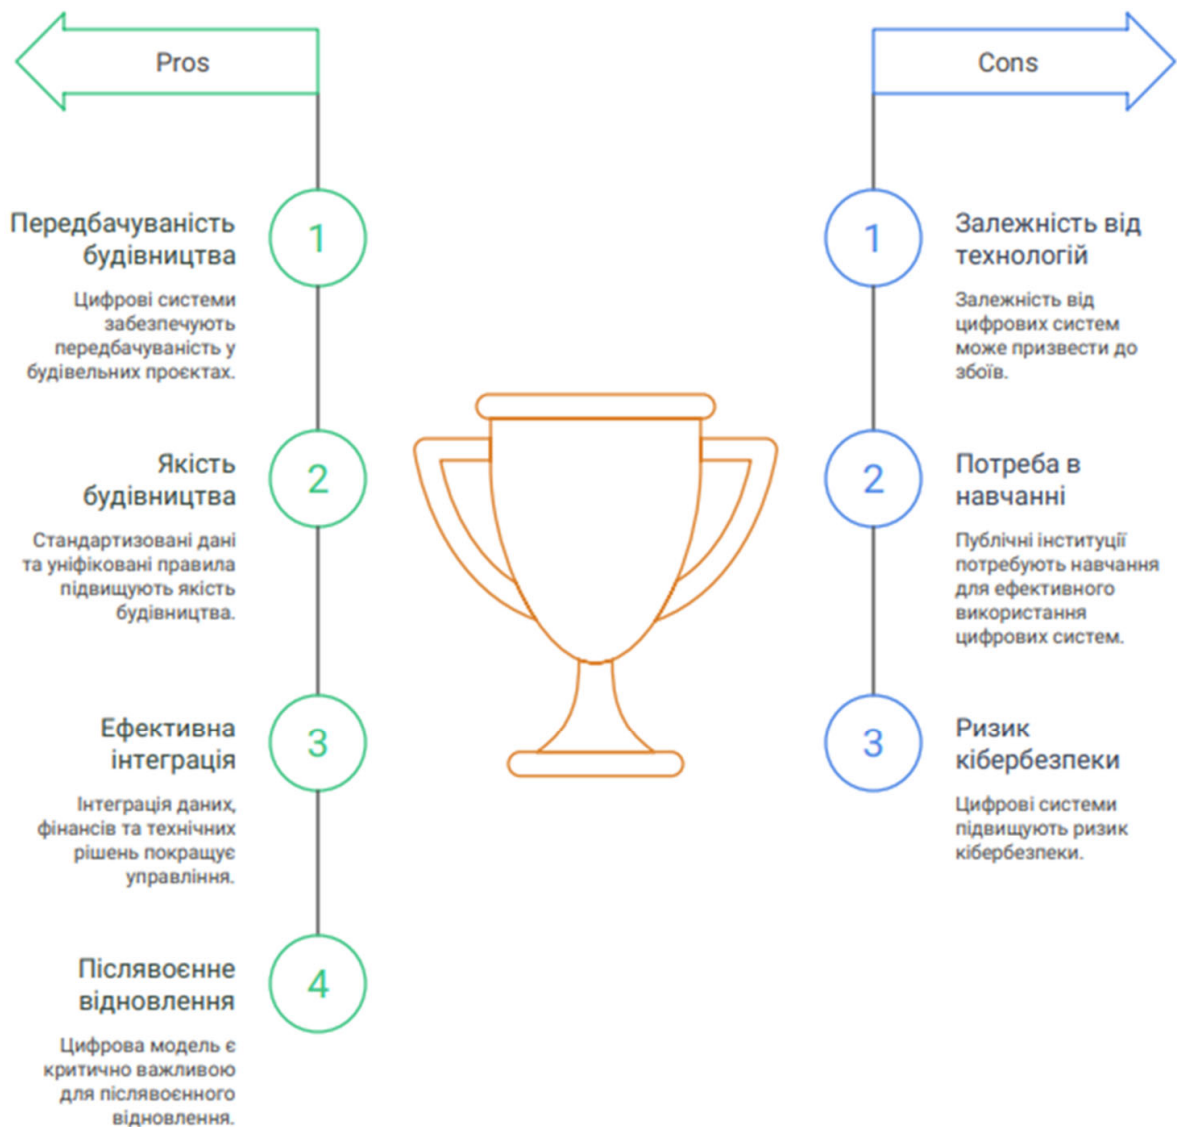 Pros
1
Передбачуваність
будівництва
Цифрові системи
забезпечують
передбачуваність у
будівельних проєктах.
2
Якість
будівництва
Стандартизовані дані
та уніфіковані правила
підвищують якість
будівництва.
3
Ефективна
інтеграція
Інтеграція даних,
фінансів та технічних
рішень покращує
управління.
4
Післявоєнне
відновлення
Цифрова модель є
критично важливою
для післявоєнного
відновлення.
Cons
1
Залежність від
технологій
Залежність від
цифрових систем
може призвести до
збоїв.
2
Потреба в
навчанні
Публічні інституції
потребують навчання
для ефективного
використання
цифрових систем.
3
Ризик
кібербезпеки
Цифрові системи
підвищують ризик
кібербезпеки.